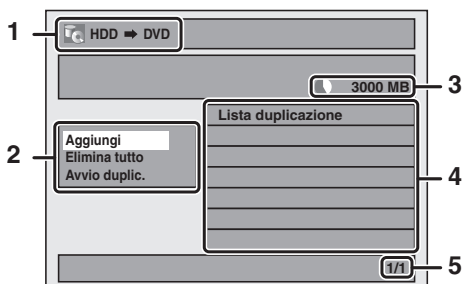 1
HDD ➡ DVD
3000 MB
3
Lista duplicazione
2
Aggiungi
Elimina tutto
Avvio duplic.
4
1/1
5